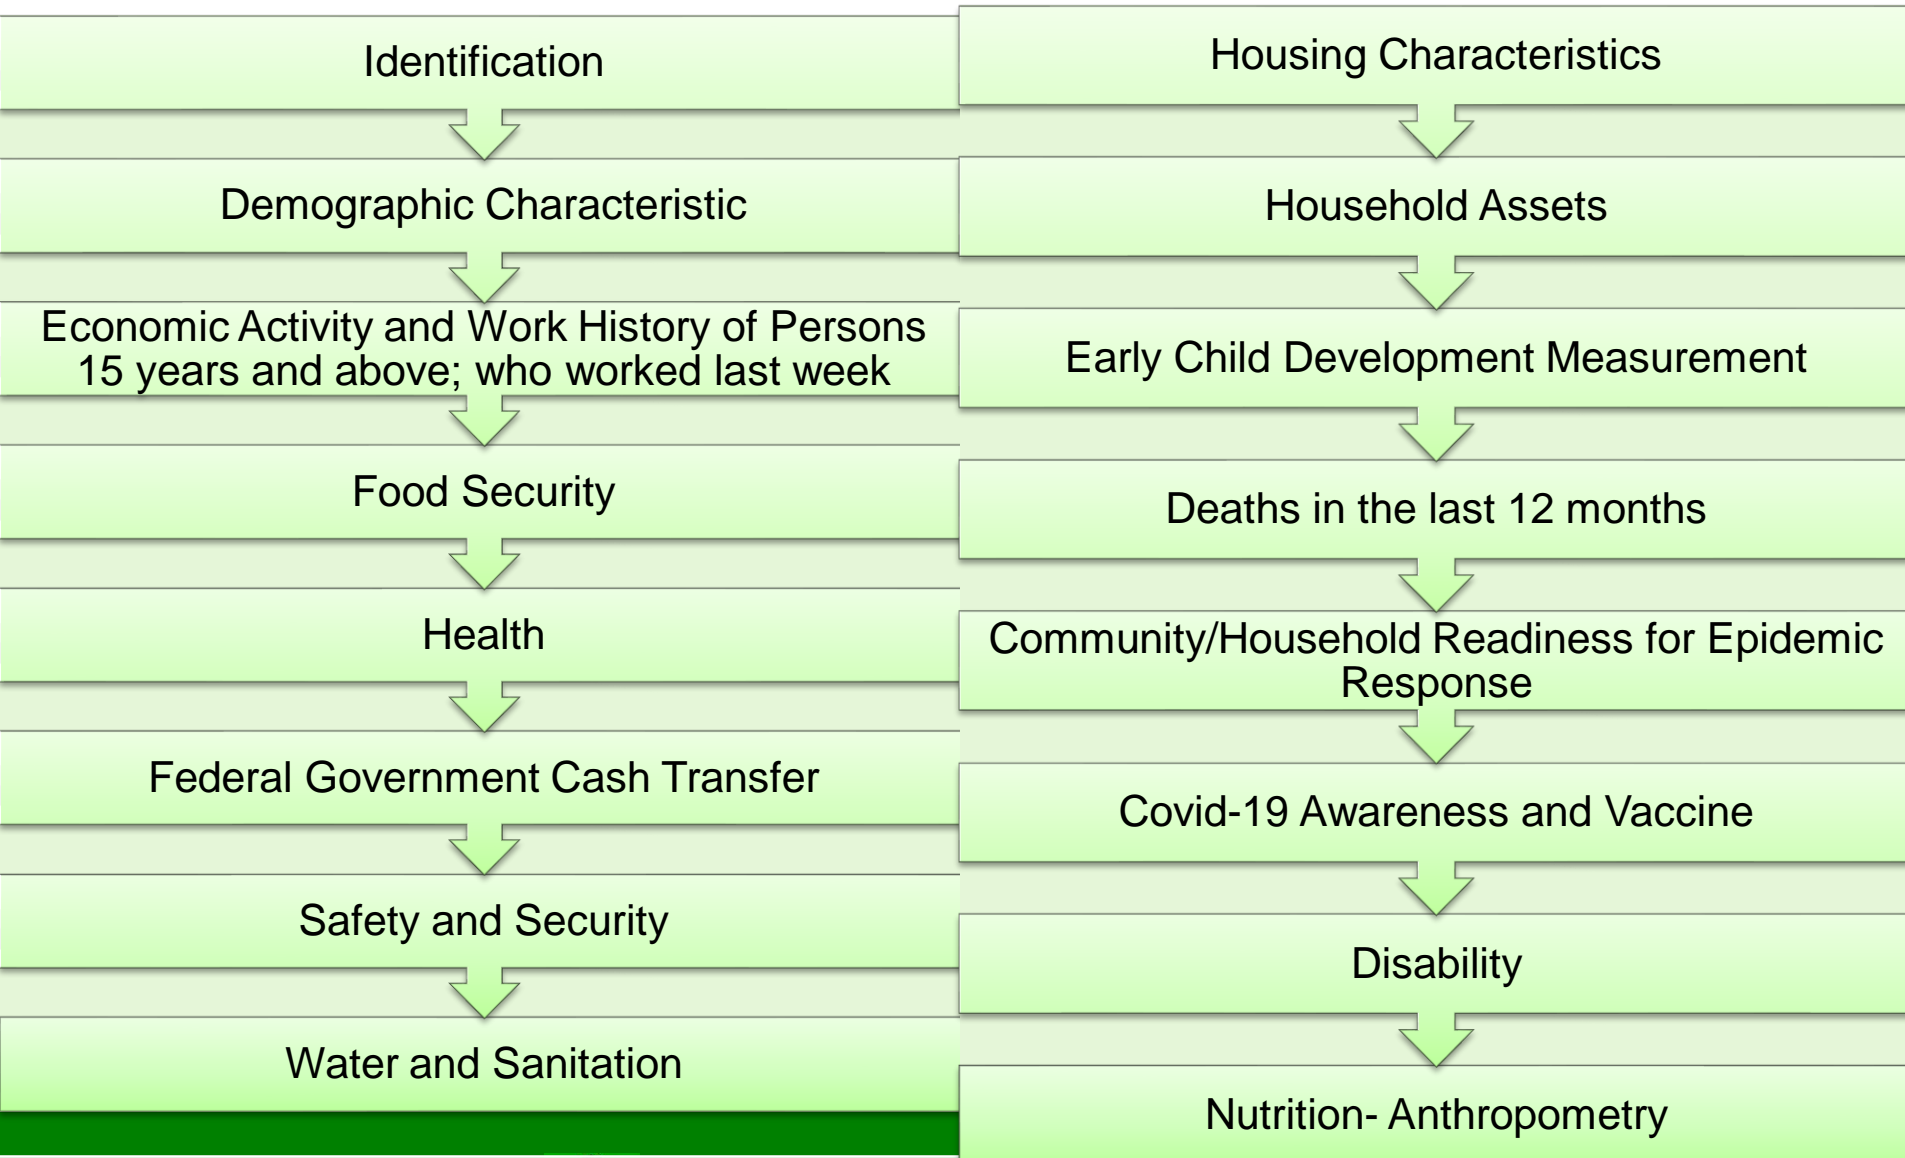 Identification
Demographic Characteristic
Economic Activity and Work History of Persons
15 years and above; who worked last week
Food Security
Health
Federal Government Cash Transfer
Safety and Security
Water and Sanitation
Housing Characteristics
Household Assets
Early Child Development Measurement
Deaths in the last 12 months
Community/Household Readiness for Epidemic
Response
Covid-19 Awareness and Vaccine
Disability
Nutrition- Anthropometry